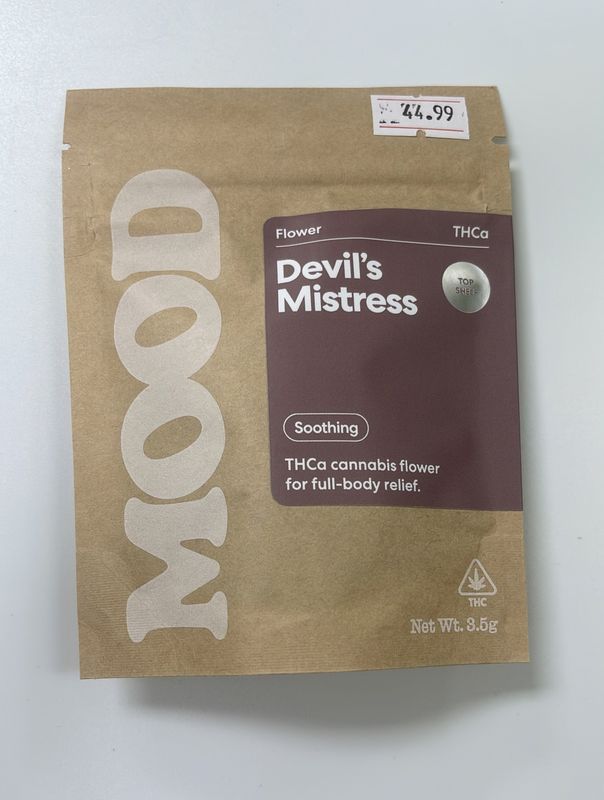 44.99
MOOD
Flower
THCa
Devil's
Mistress
TOP
SHELF
Soothing
THCa cannabis flower
for full-body relief.
THC
Net Wt. 3.5g